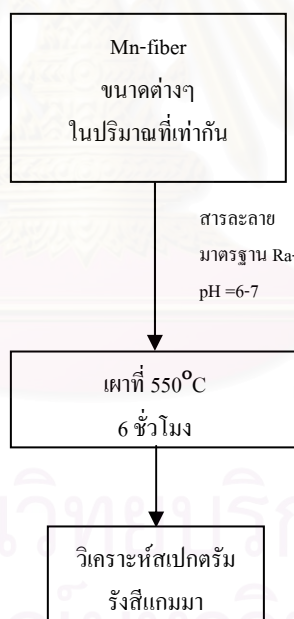 Mn-fiber
ขนาดต่างๆ
ในปริมาณที่เท่ากัน
สารละลาย
มาตรฐาน Ra-
pH =6-7
เผาที่ 550°C
6 ชั่วโมง
วิเคราะห์สเปกตรัม
รังสีแกมมา